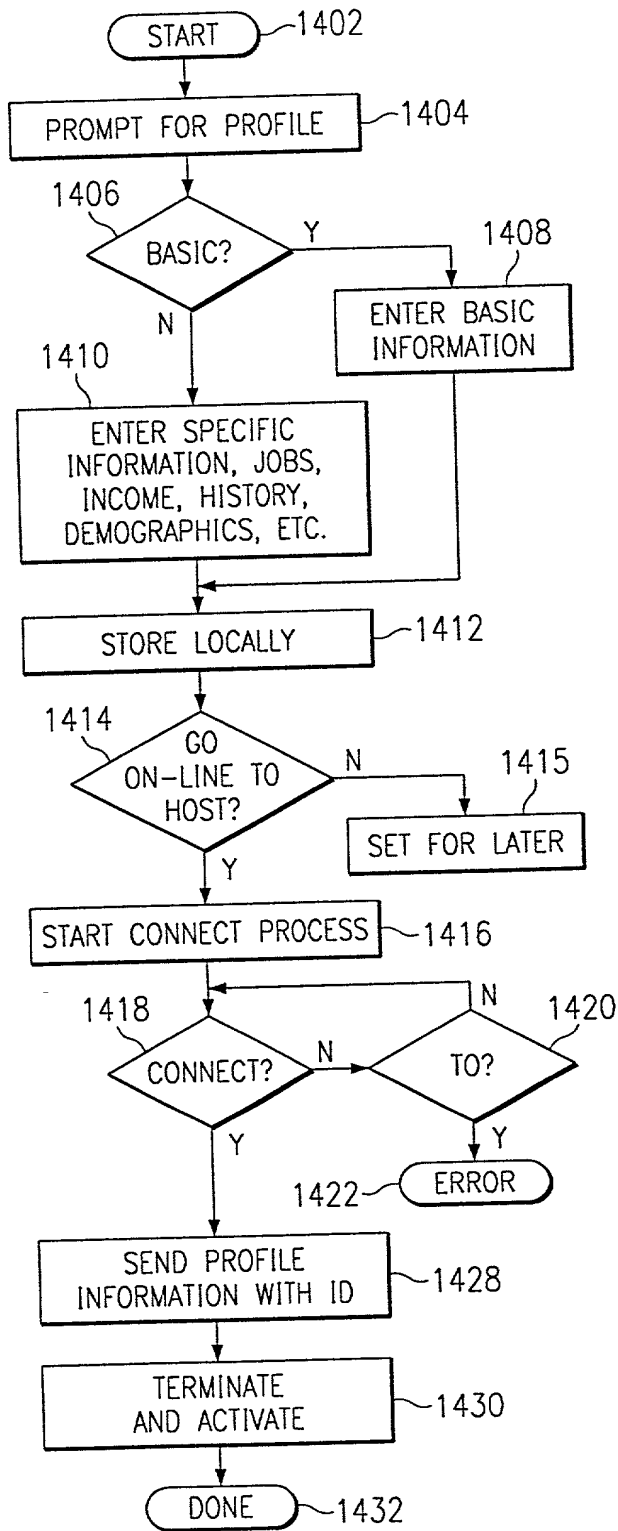 START
1402
PROMPT FOR PROFILE
1404
1406
BASIC?
Y
N
1408
ENTER BASIC
INFORMATION
1410
ENTER SPECIFIC
INFORMATION, JOBS,
INCOME, HISTORY,
DEMOGRAPHICS, ETC.
STORE LOCALLY
1412
1414
GO
ON-LINE TO
HOST?
N
Y
1415
SET FOR LATER
START CONNECT PROCESS
1416
1418
CONNECT?
N
Y
1420
TO?
N
Y
1422
ERROR
SEND PROFILE
INFORMATION WITH ID
1428
TERMINATE
AND ACTIVATE
1430
DONE
1432